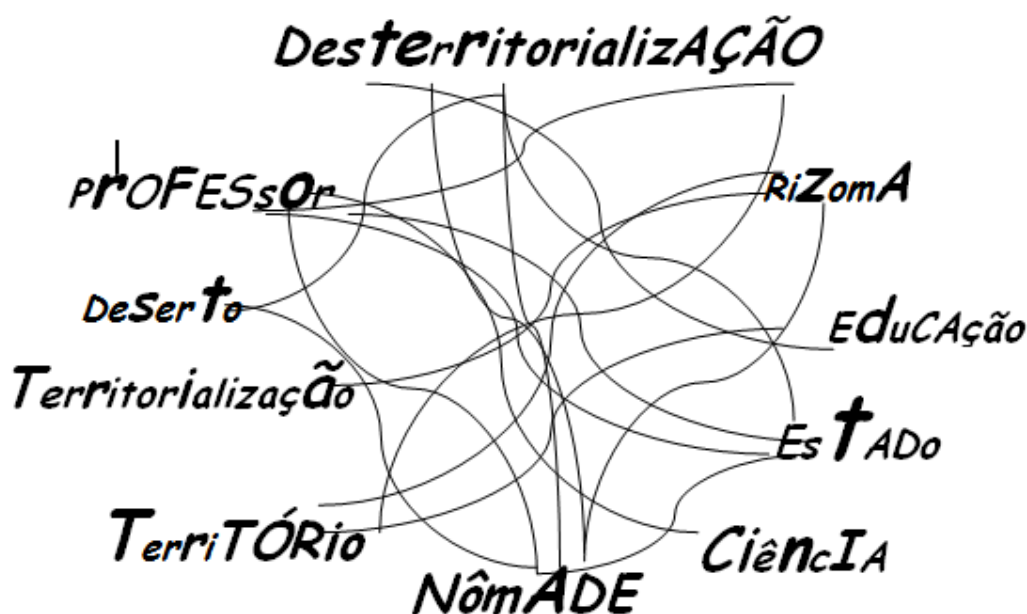 DesterritorializAÇÃO
PrOFESsor
RiZomA
DeSerto
EduCAção
Territorialização
EstADo
TerriTÓRio
CiêncIA
NômADE